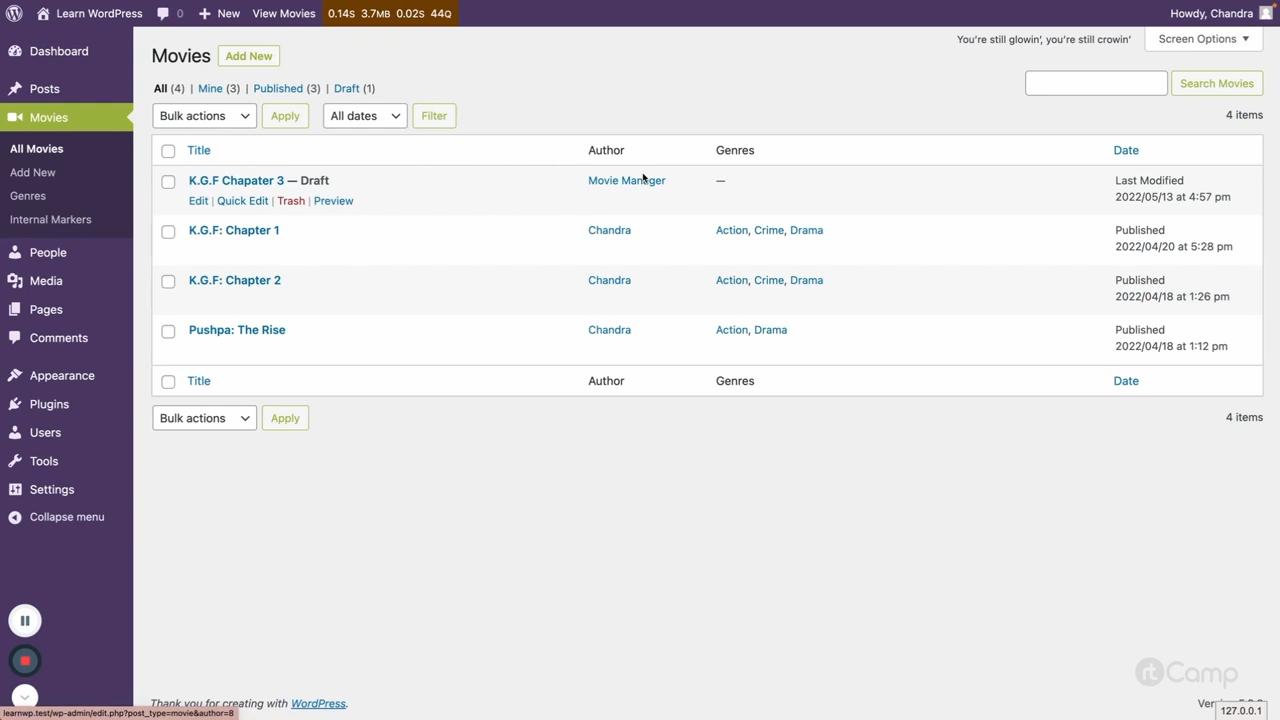 Learn WordPress 0 New View Movies 0.14S 3.7MB 0.02S 44Q Howdy, Chandra
Dashboard
Posts
Movies
All Movies
Add New
Genres
Internal Markers
People
Media
Pages
Comments
Appearance
Plugins
Users
Tools
Settings
Collapse menu
You're still glowin', you're still crowin' Screen Options
Movies Add New
All (4) | Mine (3) | Published (3) | Draft (1)
Search Movies
Bulk actions Apply All dates Filter 4 items
Title Author Genres Date
K.G.F Chapater 3 — Draft Movie Manager — Last Modified
Edit | Quick Edit | Trash | Preview 2022/05/13 at 4:57 pm
K.G.F: Chapter 1 Chandra Action, Crime, Drama Published
2022/04/20 at 5:28 pm
K.G.F: Chapter 2 Chandra Action, Crime, Drama Published
2022/04/18 at 1:26 pm
Pushpa: The Rise Chandra Action, Drama Published
2022/04/18 at 1:12 pm
Title Author Genres Date
Bulk actions Apply 4 items
rtCamp
Thank you for creating with WordPress.
learnwp.test/wp-admin/edit.php?post_type=movie&author=8
127.0.0.1